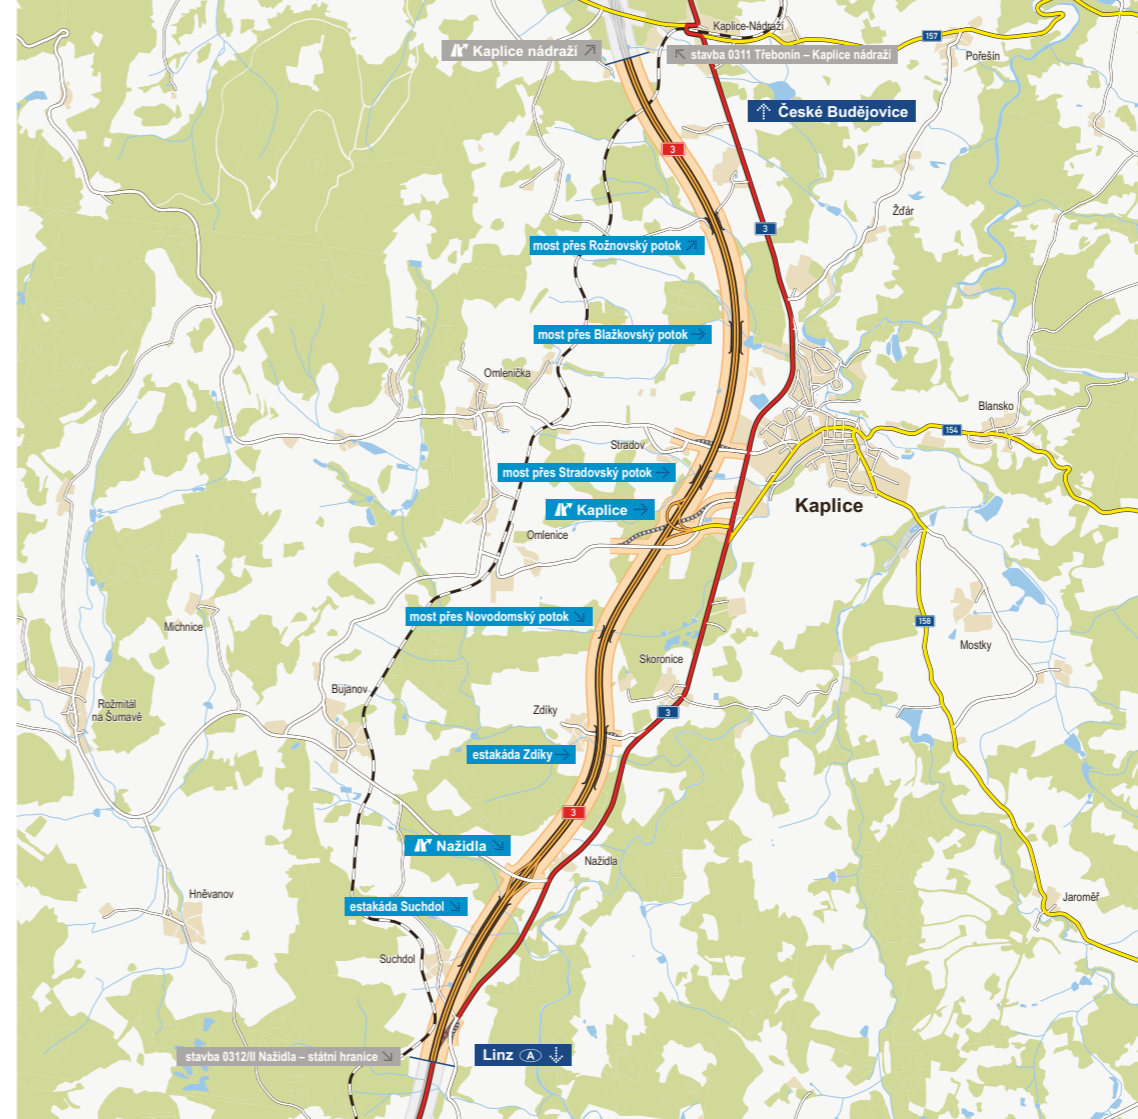 Kaplice-Nádraží
157
Kaplice nádraží
stavba 0311 Třebonín – Kaplice nádraží
Pořešín
České Budějovice
3
Žďár
3
most přes Rožnovský potok
most přes Blažkovský potok
Omlenička
Blansko
154
Stradov
most přes Stradovský potok
Kaplice
Kaplice
Omlenice
most přes Novodomský potok
158
Michnice
Mostky
Skoronice
Bujanov
Rožmitál
na Šumavě
Zdíky
3
estakáda Zdíky
3
Nažidla
Nažidla
Hněvanov
Jaroměř
estakáda Suchdol
Suchdol
stavba 0312/II Nažidla – státní hranice
Linz A